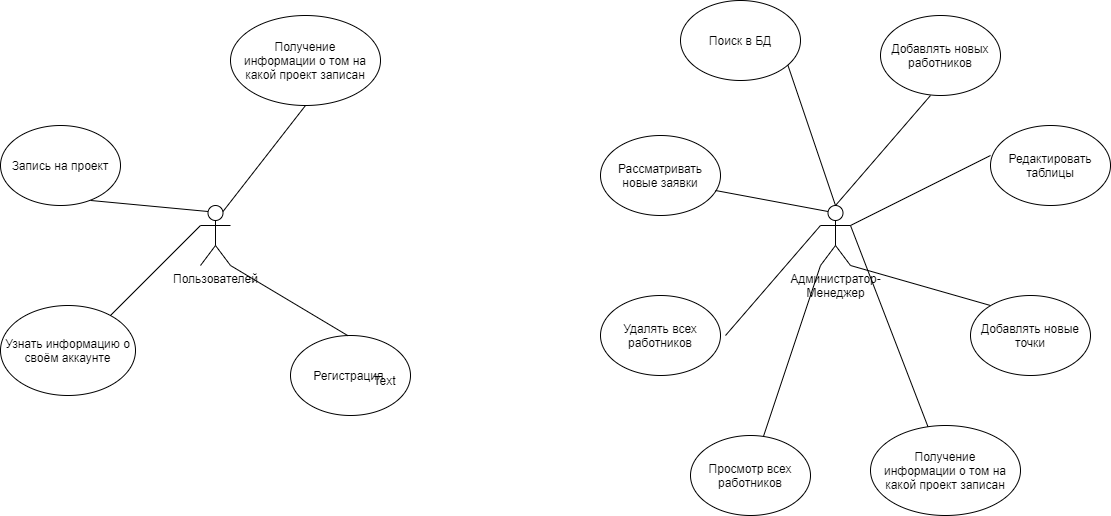 Получение
информации о том на
какой проект записан
Запись на проект
Пользователей
Узнать информацию о
своём аккаунте
Регистрация
Text
Поиск в БД
Добавлять новых
работников
Рассматривать
новые заявки
Редактировать
таблицы
Администратор-
Менеджер
Удалять всех
работников
Добавлять новые
точки
Просмотр всех
работников
Получение
информации о том на
какой проект записан